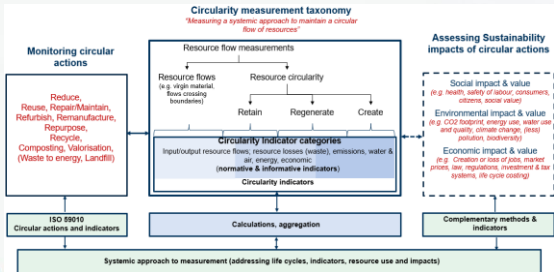 Circularity measurement taxonomy
"Measuring a systemic approach to maintain a circular
flow of resources"
Monitoring circular
actions
Reduce,
Reuse, Repair/Maintain,
Refurbish, Remanufacture,
Repurpose,
Recycle,
Composting, Valorisation,
(Waste to energy, Landfill)
Resource flow measurements
Resource flows
(e.g. virgin material,
flows crossing
boundaries)
Resource circularity
Retain
Regenerate
Create
Circularity Indicator categories
Input/output resource flows; resource losses (waste), emissions, water &
air, energy, economic
(normative & informative indicators)
Circularity indicators
Assessing Sustainability
impacts of circular actions
Social impact & value
(e.g. health, safety of labour, consumers,
citizens, social value)
Environmental impact & value
(e.g. CO2 footprint, energy use, water use
and quality, climate change, (less)
pollution, biodiversity)
Economic impact & value
(e.g. Creation or loss of jobs, market
prices, law, regulations, investment & tax
systems, life cycle costing)
ISO 59010
Circular actions and indicators
Calculations, aggregation
Complementary methods &
indicators
Systemic approach to measurement (addressing life cycles, indicators, resource use and impacts)